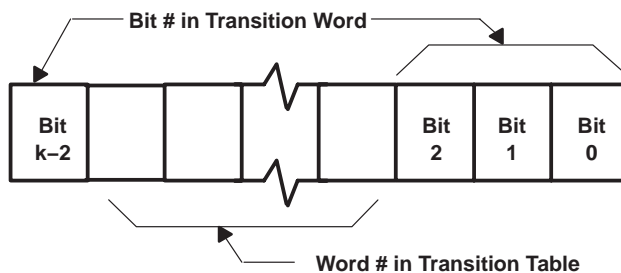 Bit # in Transition Word
Bit
k–2
Bit
2
Bit
1
Bit
0
Word # in Transition Table